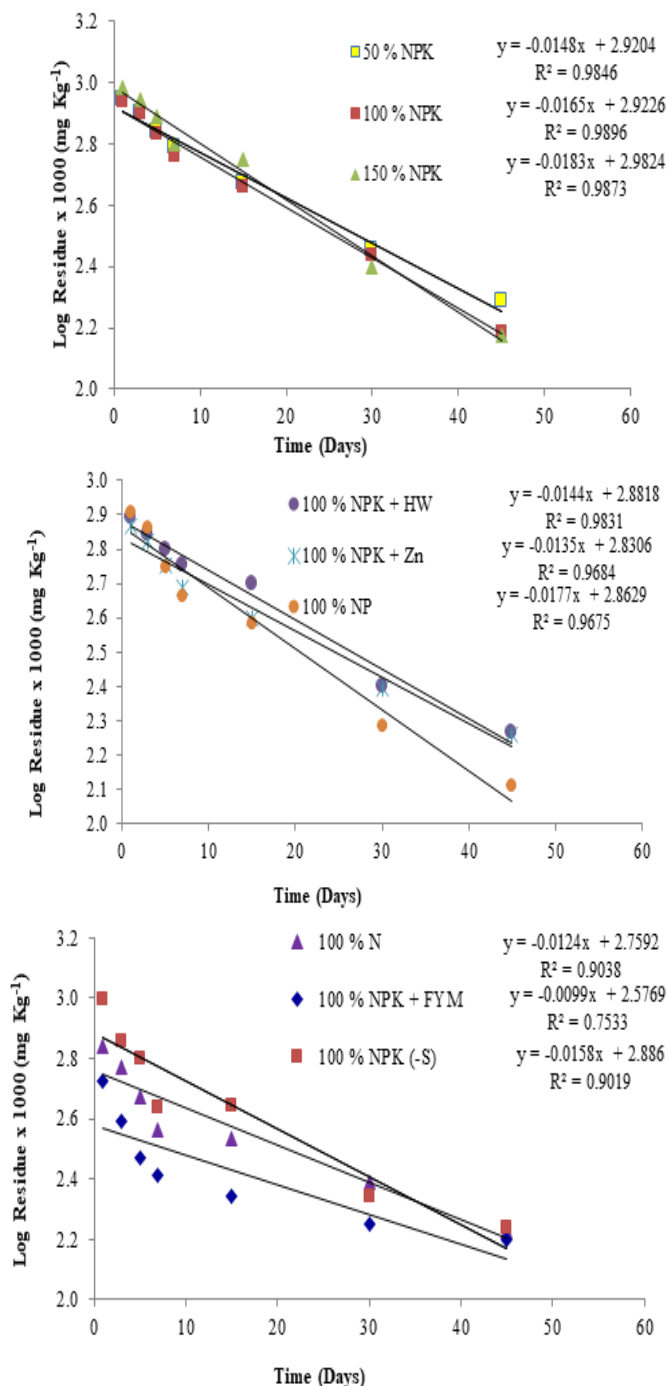 50 % NPK
y = -0.0148x + 2.9204
R² = 0.9846
100 % NPK
y = -0.0165x + 2.9226
R² = 0.9896
150 % NPK
y = -0.0183x + 2.9824
R² = 0.9873
Log Residue x 1000 (mg Kg⁻¹)
3.2
3.0
2.8
2.6
2.4
2.2
2.0
0 10 20 30 40 50 60
Time (Days)
100 % NPK + HW
y = -0.0144x + 2.8818
R² = 0.9831
100 % NPK + Zn
y = -0.0135x + 2.8306
R² = 0.9684
100 % NP
y = -0.0177x + 2.8629
R² = 0.9675
Log Residue x 1000 (mg Kg⁻¹)
3.0
2.9
2.8
2.7
2.6
2.5
2.4
2.3
2.2
2.1
2.0
0 10 20 30 40 50
Time (Days)
100 % N
y = -0.0124x + 2.7592
R² = 0.9038
100 % NPK + FYM
y = -0.0099x + 2.5769
R² = 0.7533
100 % NPK (-S)
y = -0.0158x + 2.886
R² = 0.9019
Log Residue x 1000 (mg Kg⁻¹)
3.2
3.0
2.8
2.6
2.4
2.2
2.0
0 10 20 30 40 50 60
Time (Days)